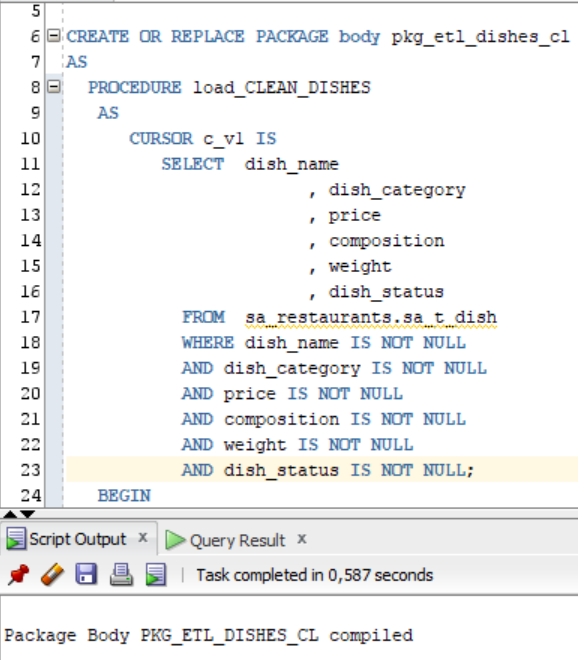 5
6 CREATE OR REPLACE PACKAGE body pkg_etl_dishes_cl
7 AS
8 PROCEDURE load_CLEAN_DISHES
9 AS
10 CURSOR c_v1 IS
11 SELECT dish_name
12 , dish_category
13 , price
14 , composition
15 , weight
16 , dish_status
17 FROM sa_restaurants.sa_t_dish
18 WHERE dish_name IS NOT NULL
19 AND dish_category IS NOT NULL
20 AND price IS NOT NULL
21 AND composition IS NOT NULL
22 AND weight IS NOT NULL
23 AND dish_status IS NOT NULL;
24 BEGIN
Script Output x Query Result x
Task completed in 0,587 seconds
Package Body PKG_ETL_DISHES_CL compiled